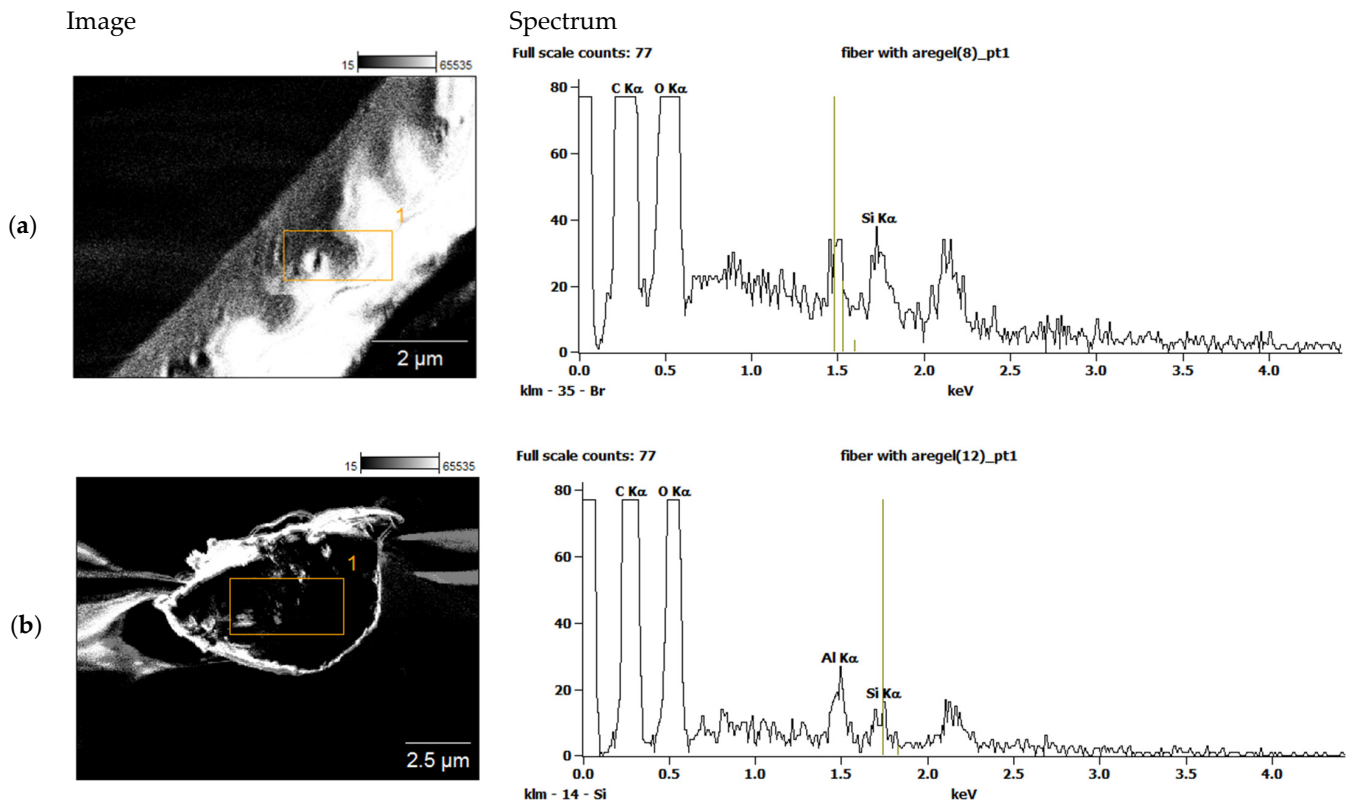 Image
Spectrum
15 65535
1
2 µm
(a)
Full scale counts: 77
fiber with aregel(8)_pt1
80
60
40
20
0
C Kα
O Kα
Si Kα
0.0 0.5 1.0 1.5 2.0 2.5 3.0 3.5 4.0
klm - 35 - Br
keV
15 65535
1
2.5 µm
(b)
Full scale counts: 77
fiber with aregel(12)_pt1
80
60
40
20
0
C Kα
O Kα
Al Kα
Si Kα
0.0 0.5 1.0 1.5 2.0 2.5 3.0 3.5 4.0
klm - 14 - Si
keV